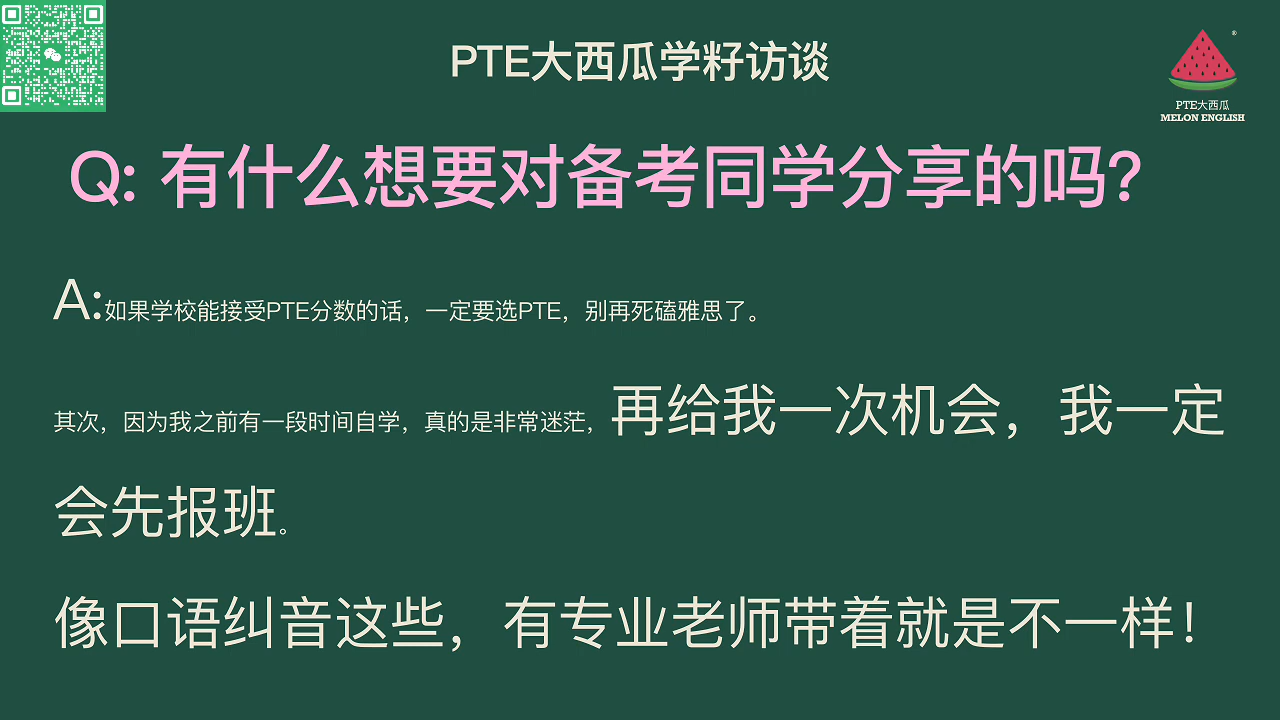 PTE大西瓜学籽访谈
®
PTE大西瓜
MELON ENGLISH
Q: 有什么想要对备考同学分享的吗?
A:如果学校能接受PTE分数的话，一定要选PTE，别再死磕雅思了。
其次，因为我之前有一段时间自学，真的是非常迷茫，再给我一次机会，我一定
会先报班。
像口语纠音这些，有专业老师带着就是不一样！